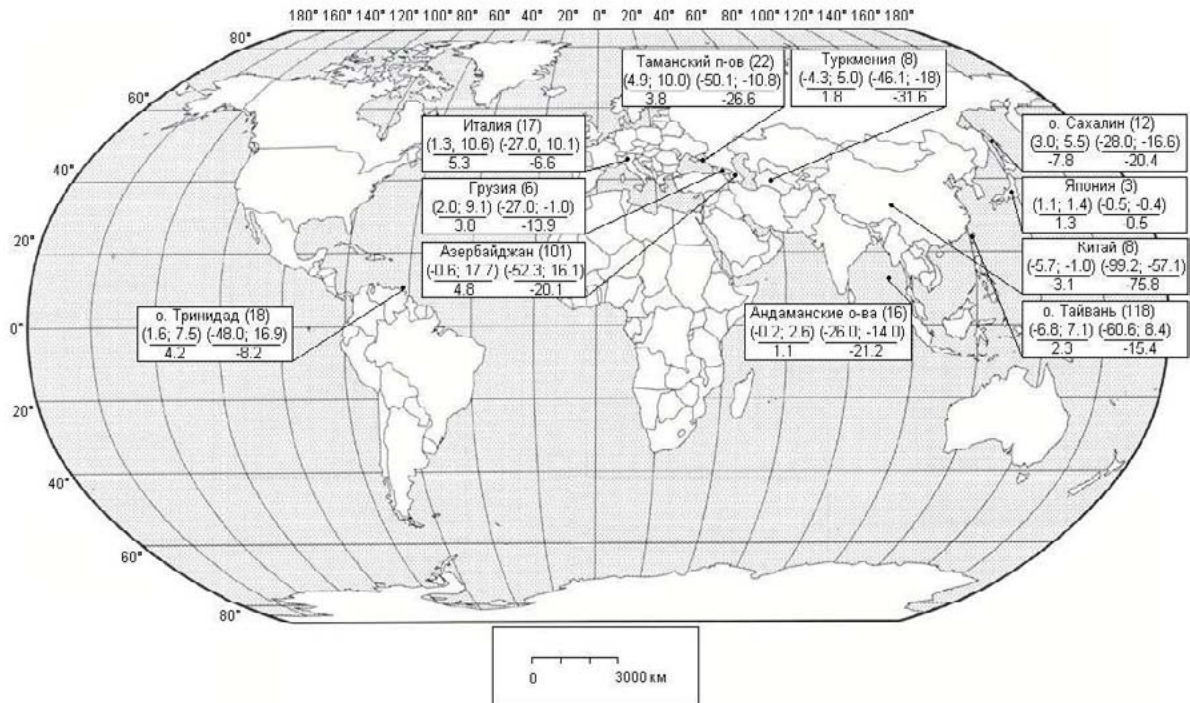 180° 160° 140° 120° 100° 80° 60° 40° 20° 0° 20° 40° 60° 80° 100° 120° 140° 160° 180°
80°
60°
40°
20°
0°
20°
40°
60°
80°
Таманский п-ов (22)
(4.9; 10.0) (-50.1; -10.8)
3.8 -26.6
Туркмения (8)
(-4.3; 5.0) (-46.1; -18)
1.8 -31.6
Италия (17)
(1.3, 10.6) (-27.0, 10.1)
5.3 -6.6
о. Сахалин (12)
(3.0; 5.5) (-28.0; -16.6)
-7.8 -20.4
Грузия (6)
(2.0; 9.1) (-27.0; -1.0)
3.0 -13.9
Япония (3)
(1.1; 1.4) (-0.5; -0.4)
1.3 0.5
Азербайджан (101)
(-0.6; 17.7) (-52.3; 16.1)
4.8 -20.1
Китай (8)
(-5.7; -1.0) (-99.2; -57.1)
-3.1 -75.8
о. Тринидад (18)
(1.6; 7.5) (-48.0; 16.9)
4.2 -8.2
Андаманские о-ва (16)
(-0.2; 2.6) (-26.0; -14.0)
1.1 -21.2
о. Тайвань (118)
(-6.8; 7.1) (-60.6; 8.4)
2.3 -15.4
0 3000 км